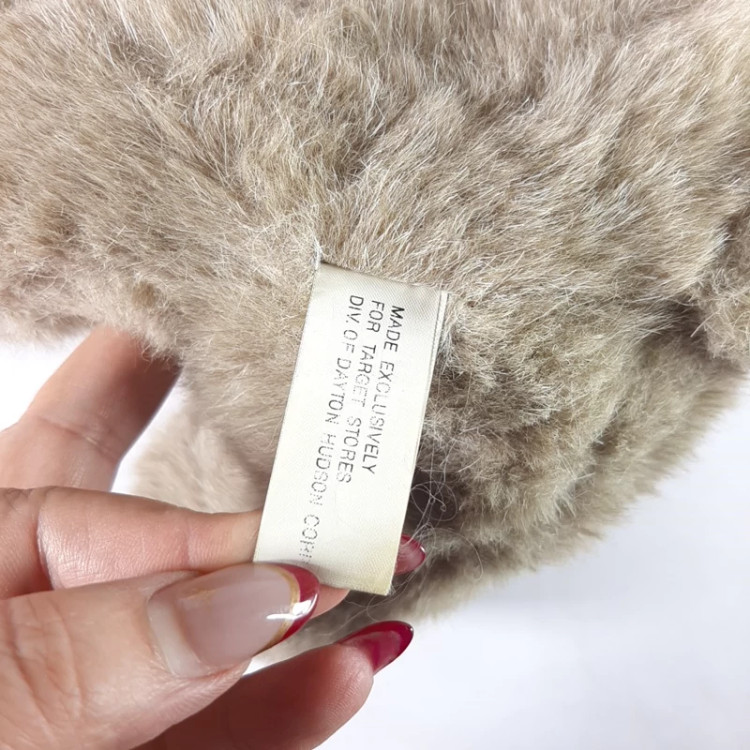 MADE EXCLUSIVELY
FOR TARGET STORES
DIV. OF DAYTON HUDSON